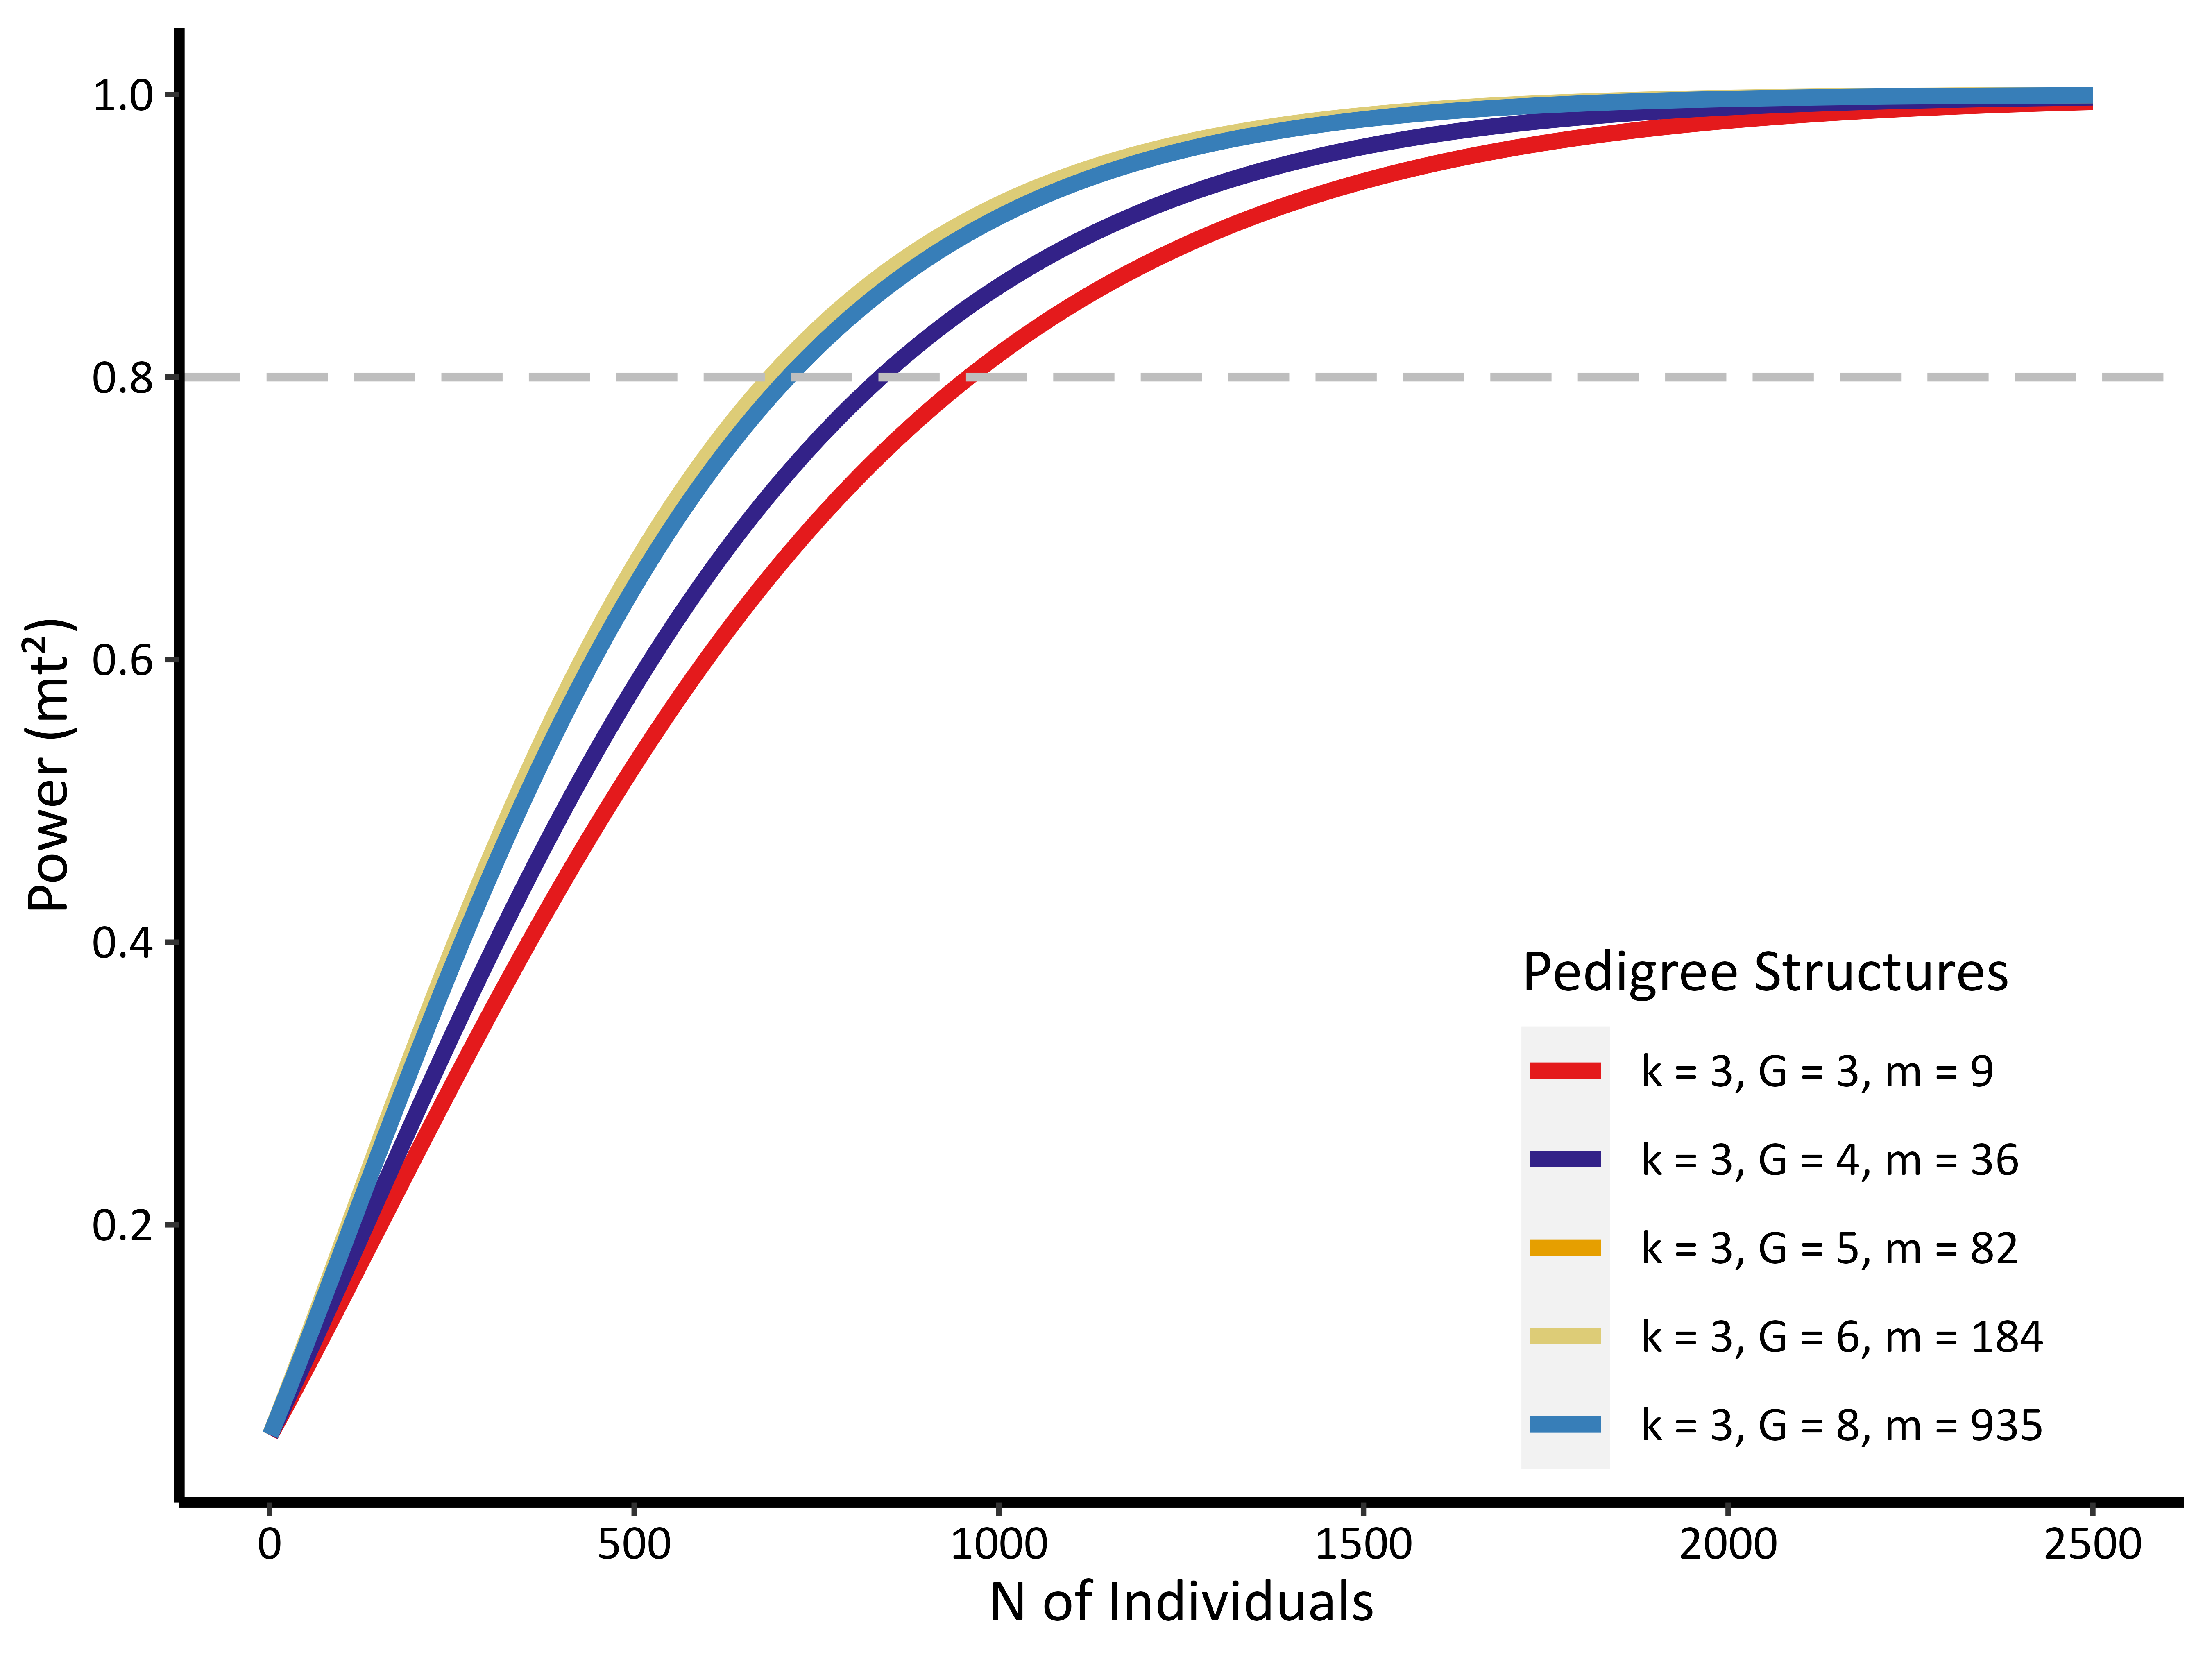 1.0
0.8
0.6
0.4
0.2
Power (mt²)
0
500
1000
1500
2000
2500
N of Individuals
Pedigree Structures
k = 3, G = 3, m = 9
k = 3, G = 4, m = 36
k = 3, G = 5, m = 82
k = 3, G = 6, m = 184
k = 3, G = 8, m = 935